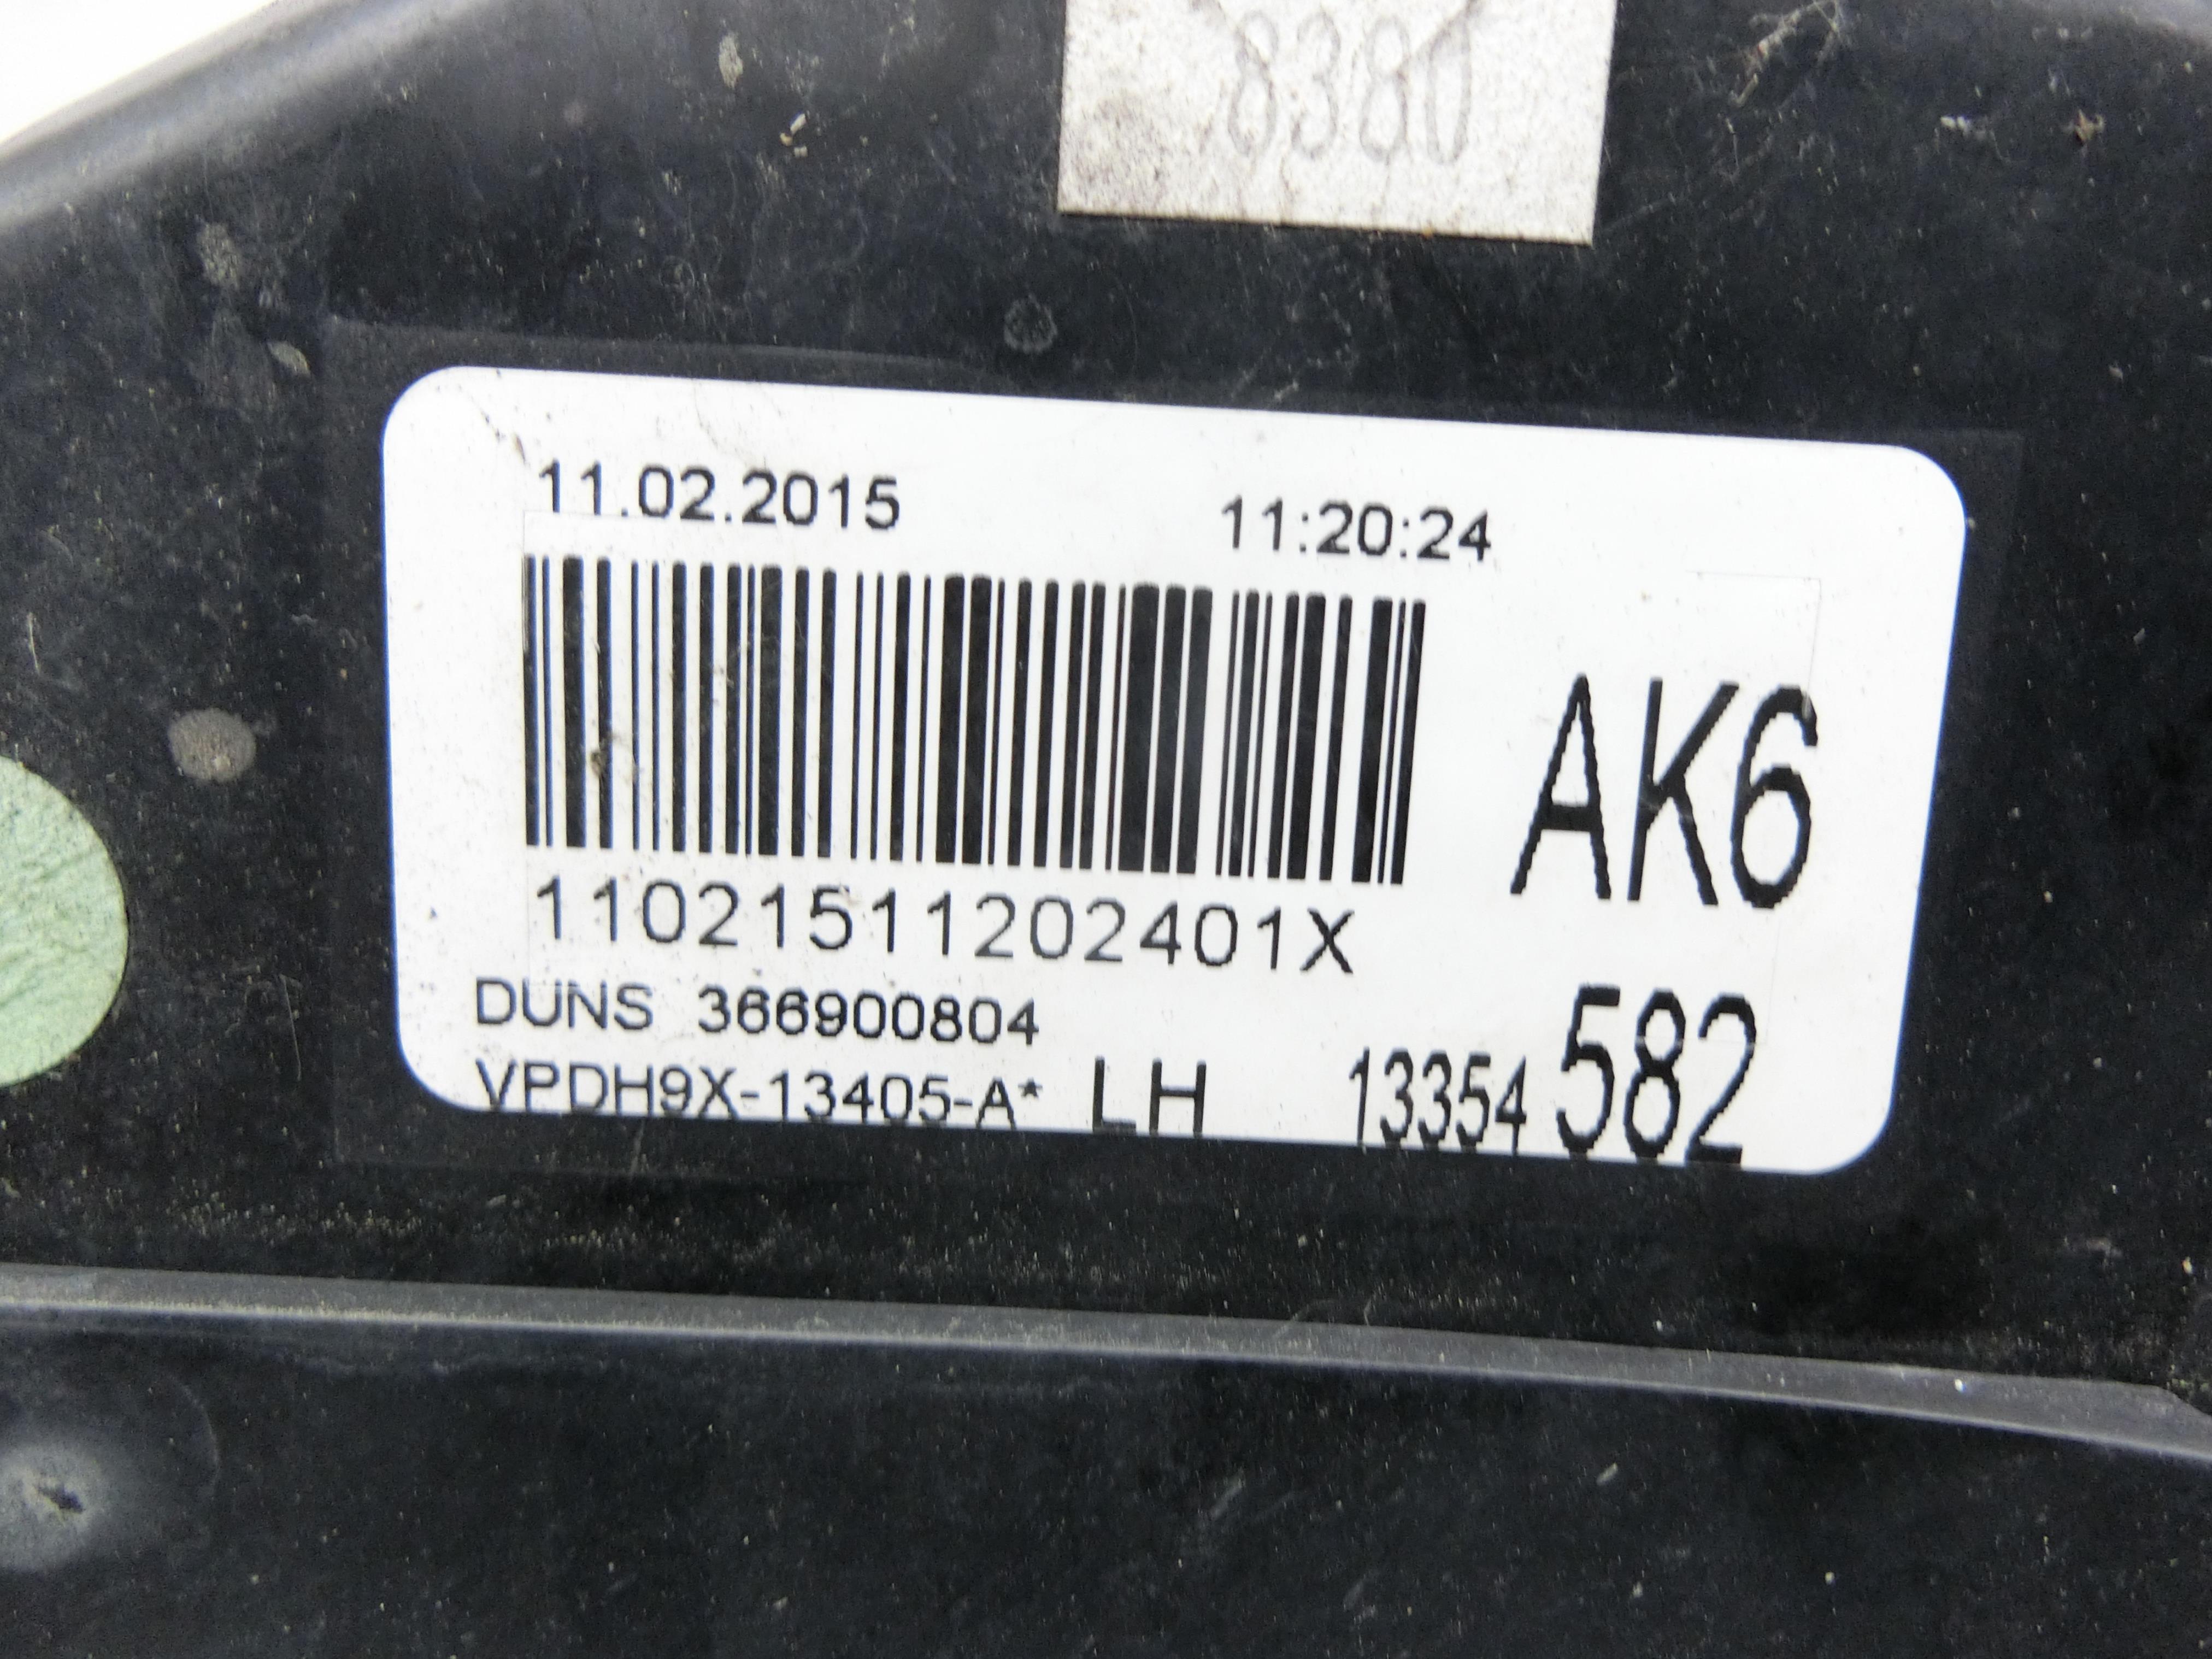 8380
11.02.2015 11:20:24
AK6
11021511202401X
DUNS 366900804
VPDH9X-13405-A* LH 13354 582